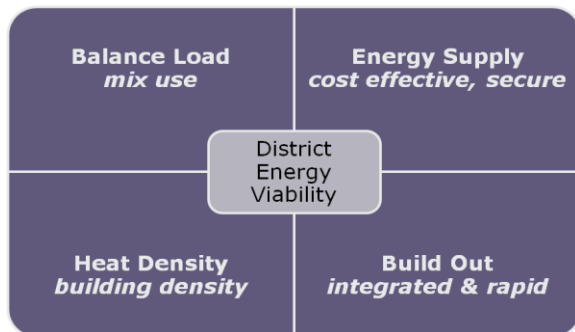 Balance Load
mix use
Energy Supply
cost effective, secure
District
Energy
Viability
Heat Density
building density
Build Out
integrated & rapid